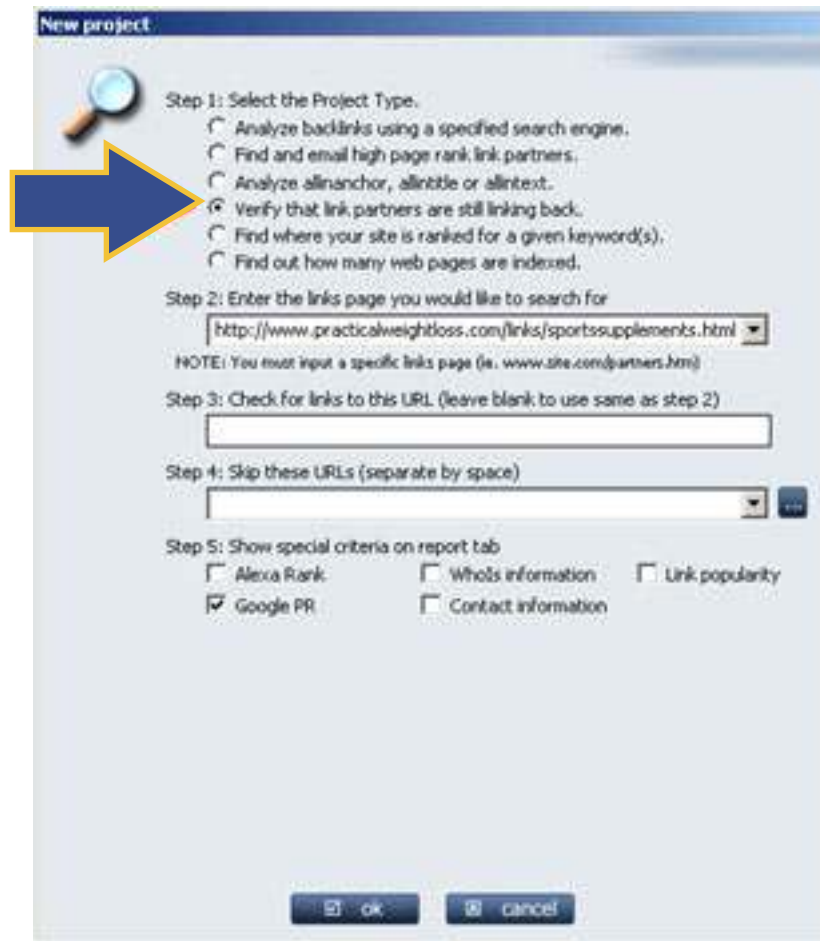 New project
Step 1: Select the Project Type.
Analyze backlinks using a specified search engine.
Find and email high page rank link partners.
Analyze allinanchor, allintitle or allintext.
Verify that link partners are still linking back.
Find where your site is ranked for a given keyword(s).
Find out how many web pages are indexed.
Step 2: Enter the links page you would like to search for
http://www.practicalweightloss.com/links/sportssupplements.html
NOTE: You must input a specific links page (ie. www.site.com/partners.htm)
Step 3: Check for links to this URL (leave blank to use same as step 2)
Step 4: Skip these URLs (separate by space)
...
Step 5: Show special criteria on report tab
Alexa Rank WhoIs information Link popularity
Google PR Contact information
ok cancel